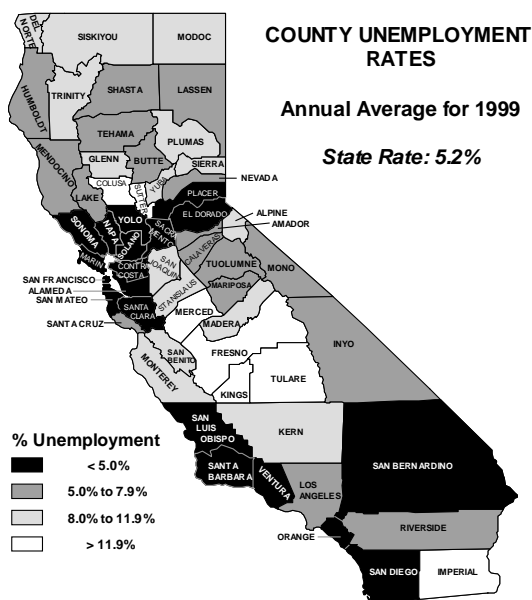 COUNTY UNEMPLOYMENT
RATES
Annual Average for 1999
State Rate: 5.2%
DEL
NORTE
SISKIYOU
MODOC
HUMBOLDT
TRINITY
SHASTA
LASSEN
TEHAMA
PLUMAS
MENDOCINO
GLENN
BUTTE
SIERRA
NEVADA
COLUSA
SUTTER
YUBA
PLACER
LAKE
EL DORADO
YOLO
SONOMA
NAPA
SACRA
MENTO
ALPINE
AMADOR
SOLANO
CALAVERAS
MARIN
CONTRA
COSTA
SAN
JOAQUIN
TUOLUMNE
MONO
SAN FRANCISCO
ALAMEDA
SAN MATEO
STANISLAUS
MARIPOSA
SANTA
CLARA
MERCED
SANTA CRUZ
MADERA
SAN
BENITO
FRESNO
INYO
MONTEREY
TULARE
KINGS
SAN
LUIS
OBISPO
KERN
SANTA
BARBARA
VENTURA
LOS
ANGELES
SAN BERNARDINO
ORANGE
RIVERSIDE
SAN DIEGO
IMPERIAL
% Unemployment
< 5.0%
5.0% to 7.9%
8.0% to 11.9%
> 11.9%